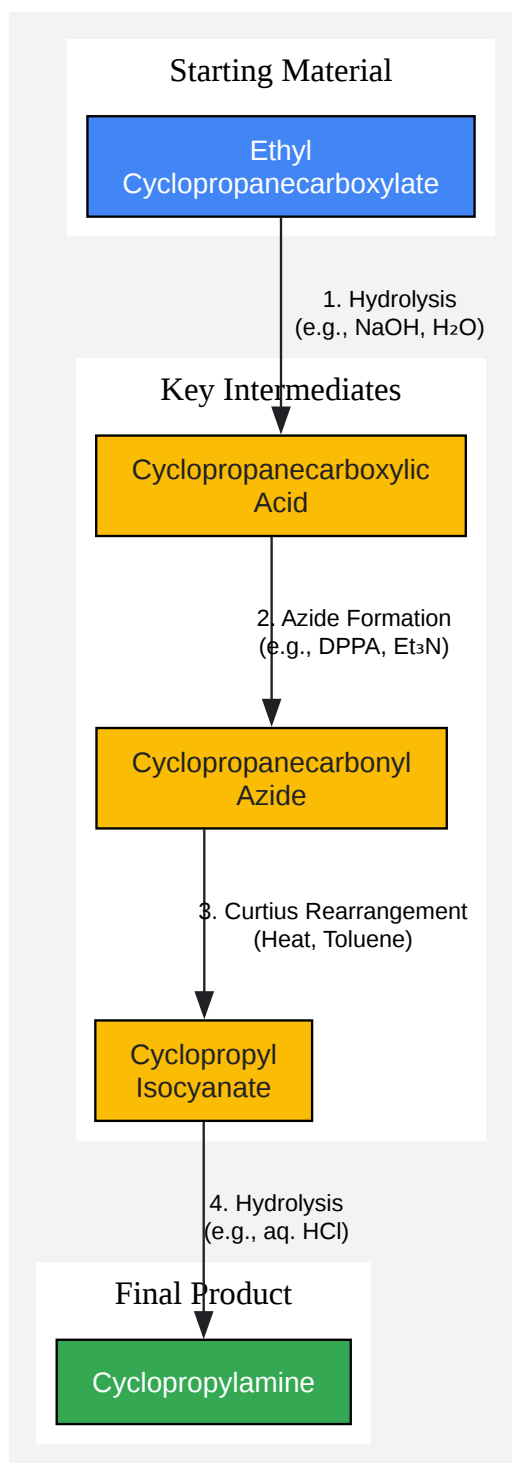 Starting Material
Ethyl
Cyclopropanecarboxylate
1. Hydrolysis
(e.g., NaOH, H₂O)
Key Intermediates
Cyclopropanecarboxylic
Acid
2. Azide Formation
(e.g., DPPA, Et₃N)
Cyclopropanecarbonyl
Azide
3. Curtius Rearrangement
(Heat, Toluene)
Cyclopropyl
Isocyanate
4. Hydrolysis
(e.g., aq. HCl)
Final Product
Cyclopropylamine